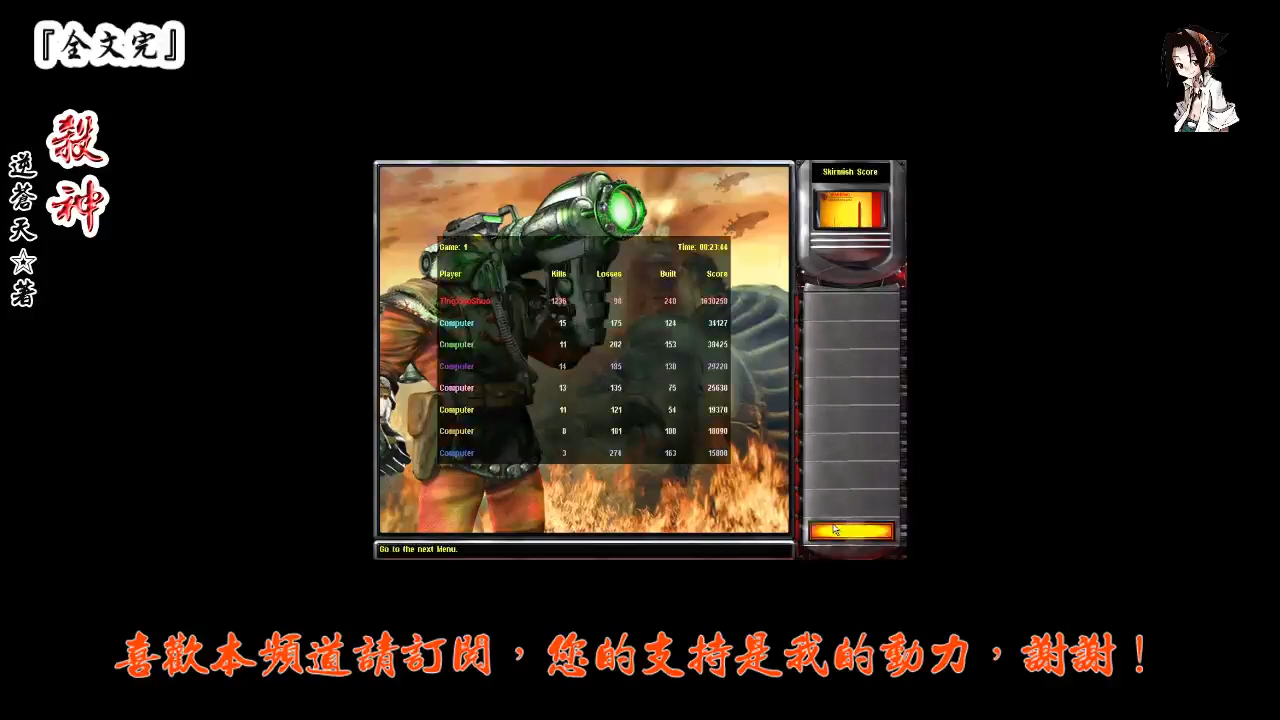 『全文完』
殺神
逆蒼天☆著
Skirmish Score
Game: 1 Time: 00:23:44
Player Kills Losses Built Score
1236 98 240 1630250
Computer 15 175 124 34127
Computer 11 202 153 30425
Computer 14 185 130 29220
Computer 13 135 75 25630
Computer 11 121 54 19370
Computer 8 101 100 18090
Computer 3 274 163 15800
Go to the next Menu.
喜歡本頻道請訂閱，您的支持是我的動力，謝謝！